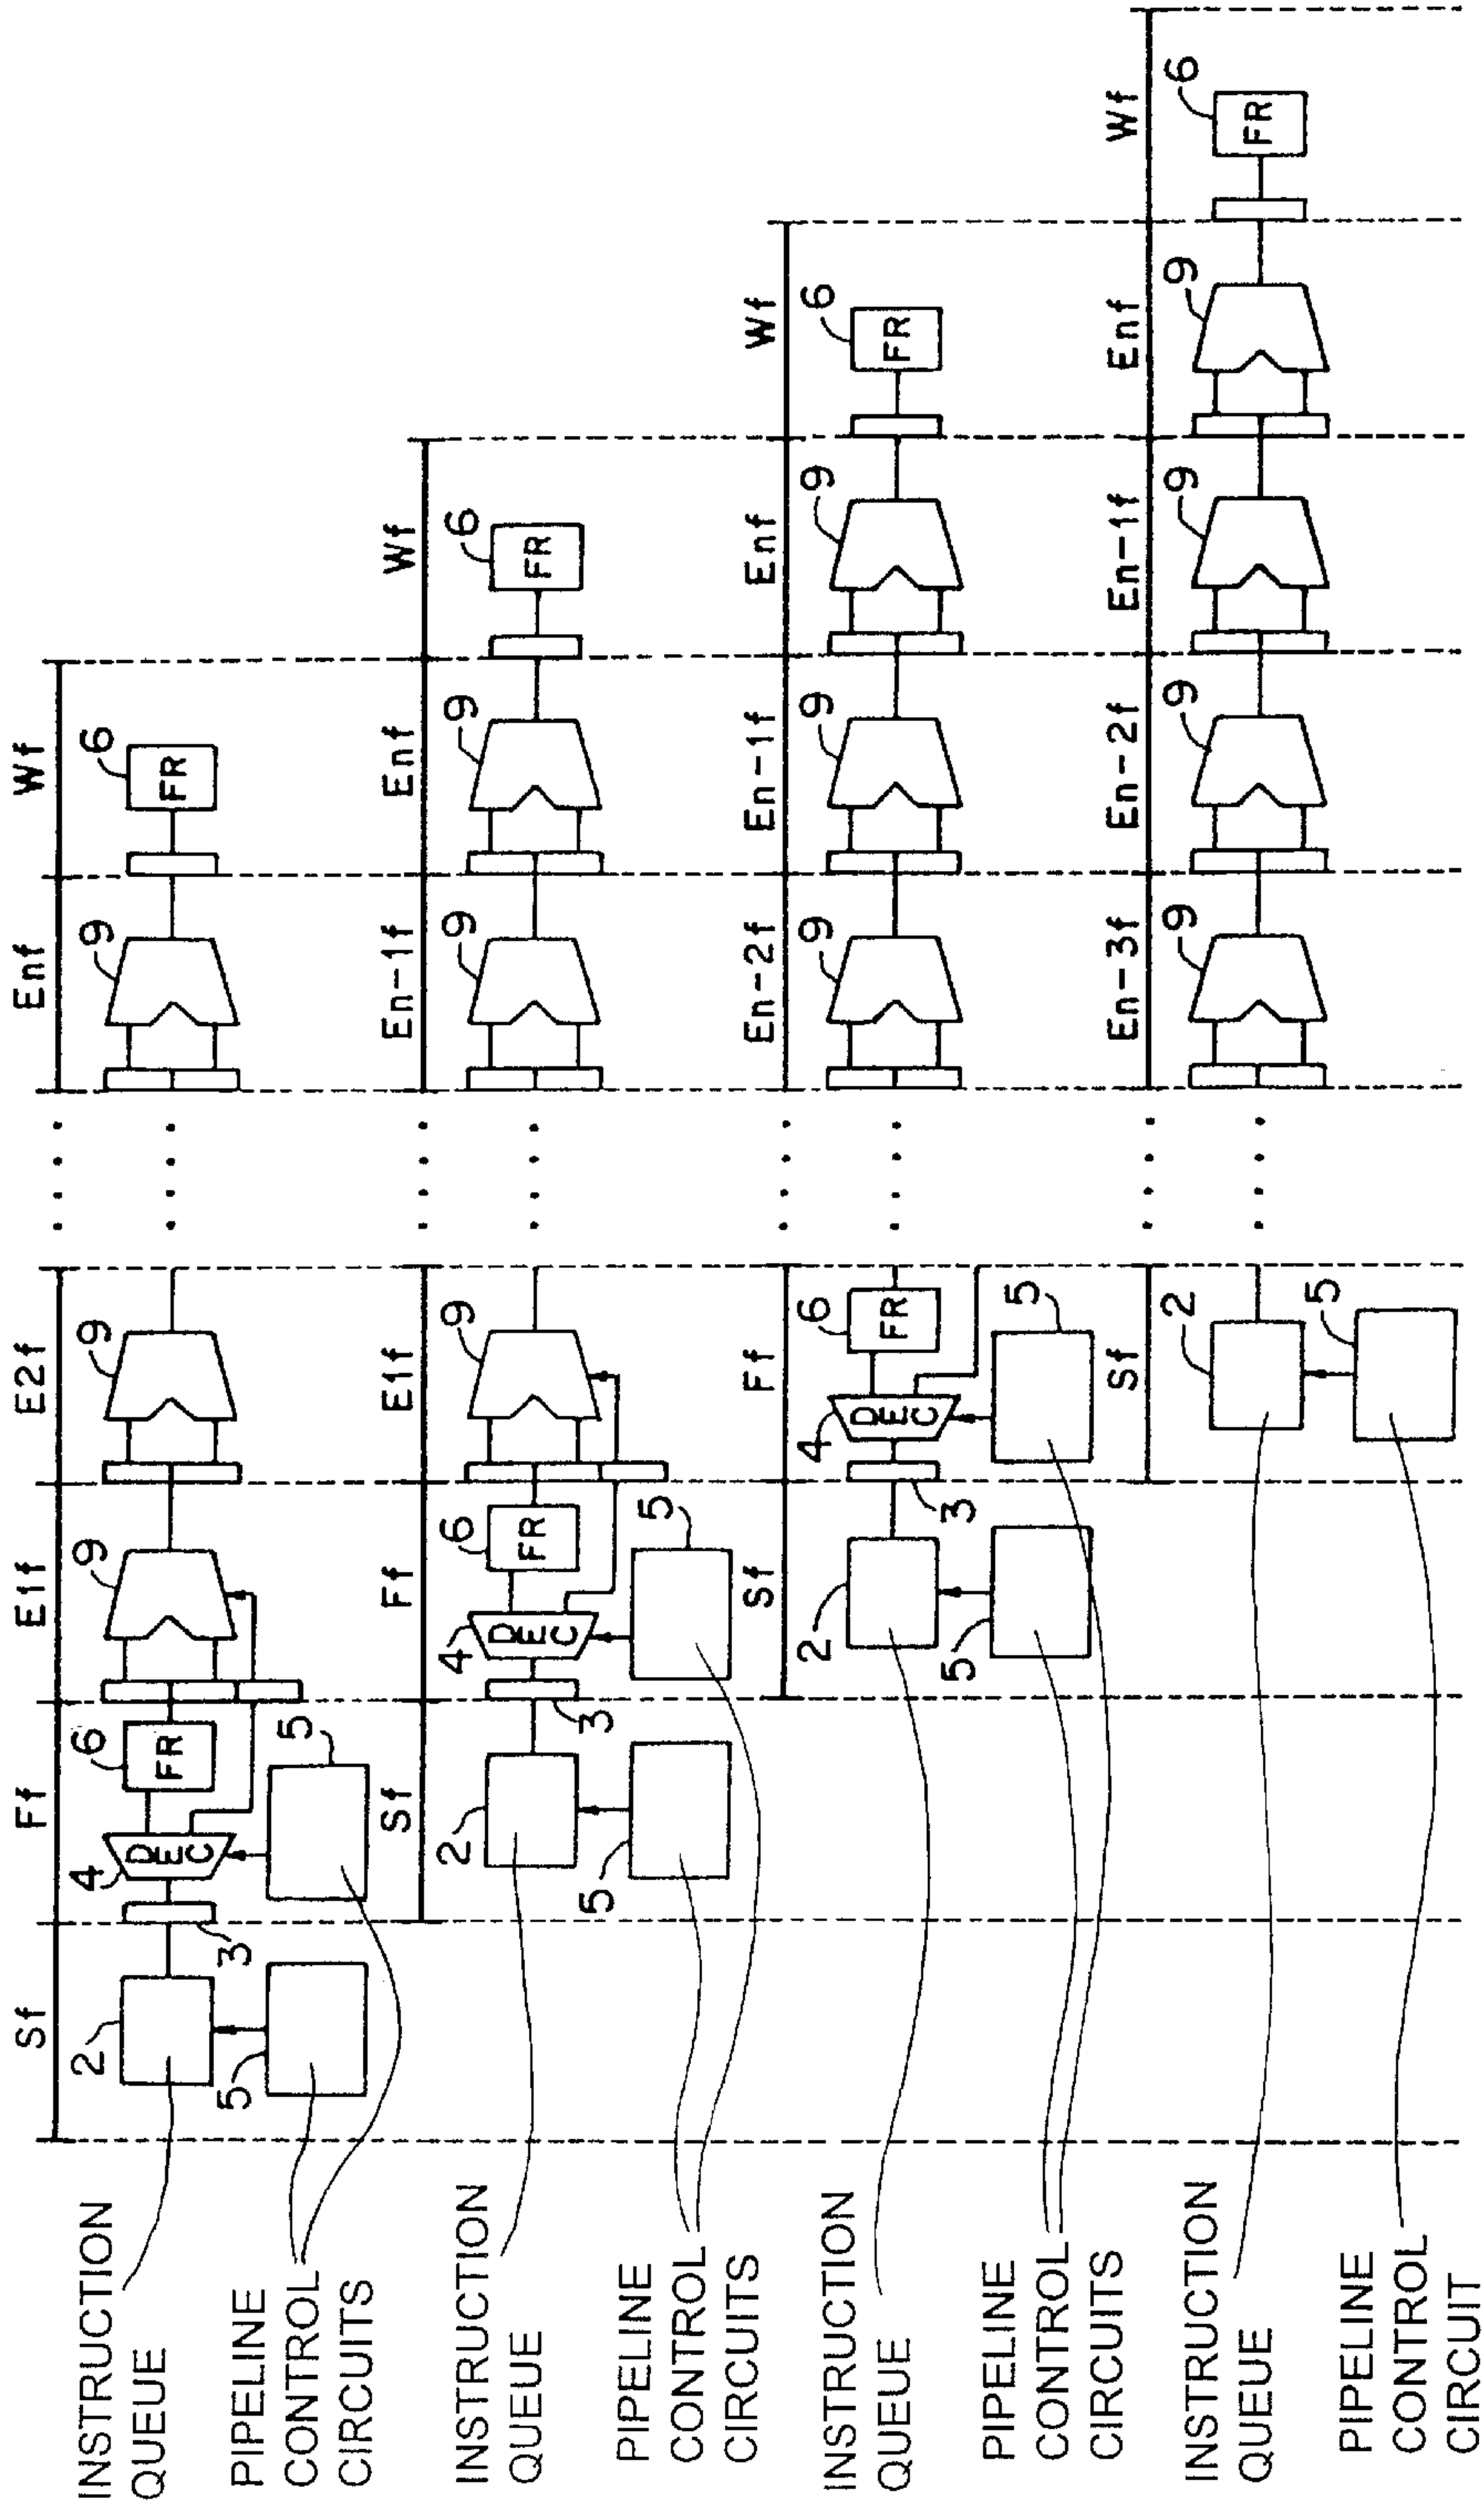 Sf Ff E1f E2f Enf Wf
2 4 6 9 9 9 6
INSTRUCTION
QUEUE
DEC FR FR
3
5 5
PIPELINE
CONTROL
CIRCUITS
Sf Ff E1f En-1f Enf Wf
2 4 6 9 9 9 6
INSTRUCTION
QUEUE
DEC FR FR
3
5 5
PIPELINE
CONTROL
CIRCUITS
Sf Ff En-2f En-1f Enf Wf
2 4 6 9 9 9 6
INSTRUCTION
QUEUE
DEC FR FR
3
5 5
PIPELINE
CONTROL
CIRCUITS
Sf En-3f En-2f En-1f Enf Wf
2 9 9 9 9 6
INSTRUCTION
QUEUE
FR
5
PIPELINE
CONTROL
CIRCUIT